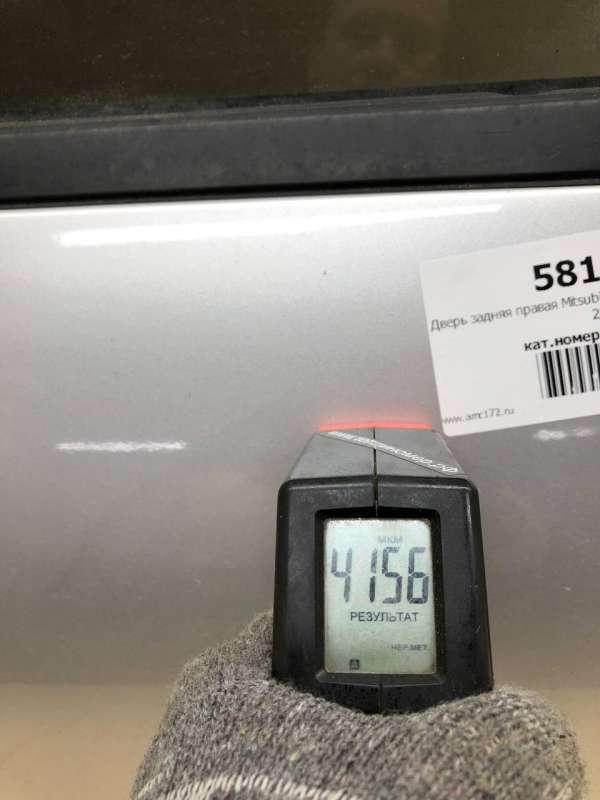 581
Дверь задняя правая Mitsubi
2
кат.номер
www.amc172.ru
МКМ
4156
РЕЗУЛЬТАТ
ЧЕР.МЕТ.